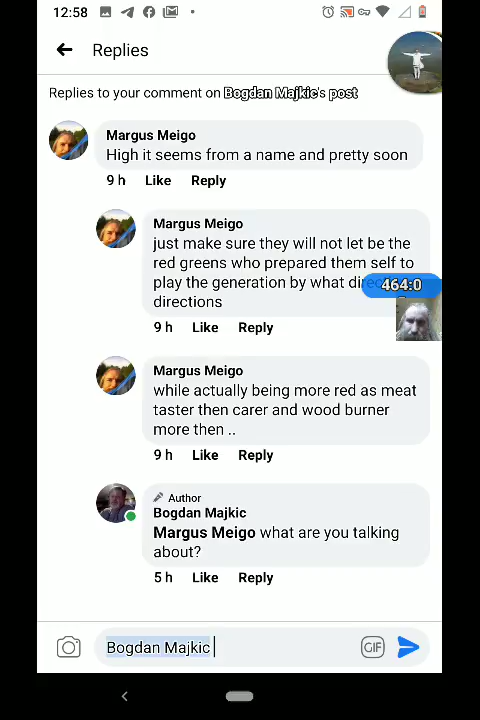 12:58
Replies
Replies to your comment on Bogdan Majkic's post
Margus Meigo
High it seems from a name and pretty soon
9 h Like Reply
Margus Meigo
just make sure they will not let be the
red greens who prepared them self to
play the generation by what
464:0
directions
9 h Like Reply
Margus Meigo
while actually being more red as meat
taster then carer and wood burner
more then ..
9 h Like Reply
Author
Bogdan Majkic
Margus Meigo what are you talking
about?
5 h Like Reply
Bogdan Majkic
GIF